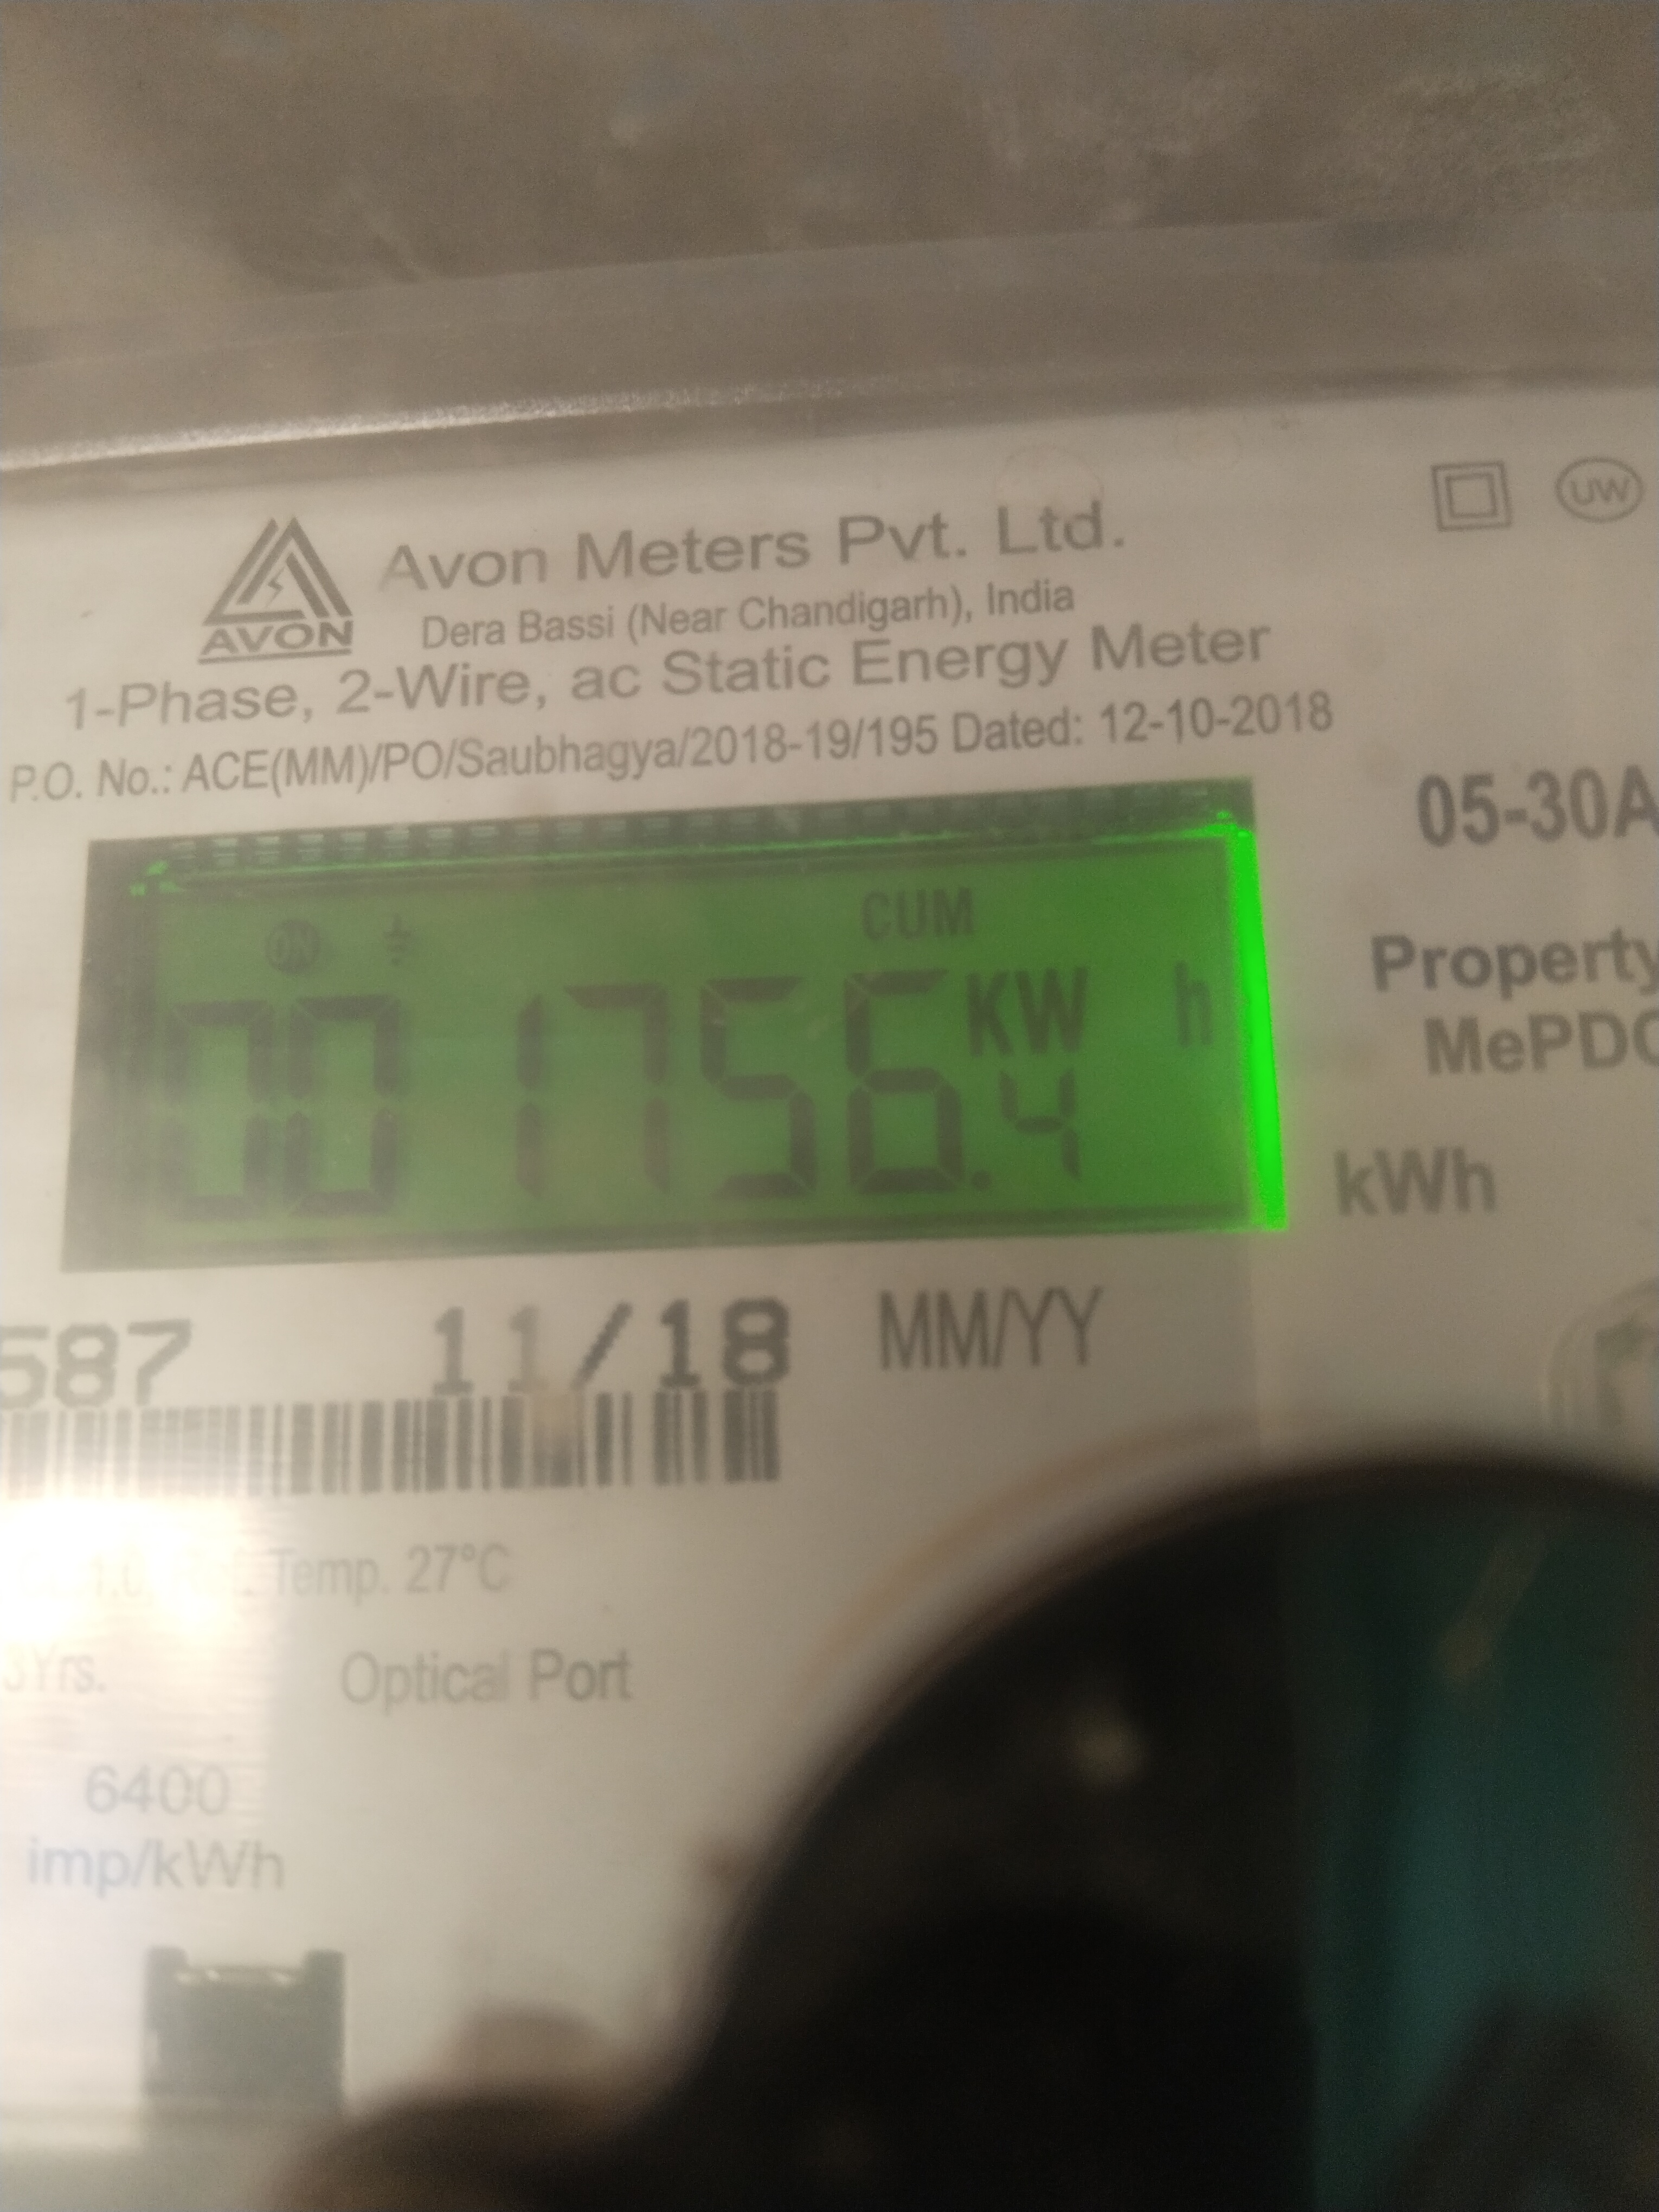 AVON
Avon Meters Pvt. Ltd.
Dera Bassi (Near Chandigarh), India
1-Phase, 2-Wire, ac Static Energy Meter
P.O. No.: ACE(MM)/PO/Saubhagya/2018-19/195 Dated: 12-10-2018
UW
05-30A
ON CUM
001756.4 KW h
Property
MePDC
kWh
587 11/18 MM/YY
Temp. 27°C
Yrs. Optical Port
6400
imp/kWh